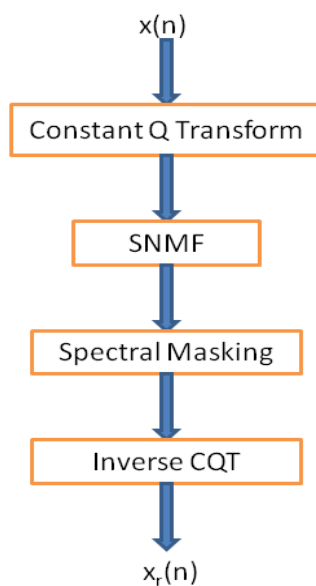 x(n)
Constant Q Transform
SNMF
Spectral Masking
Inverse CQT
xᵣ(n)